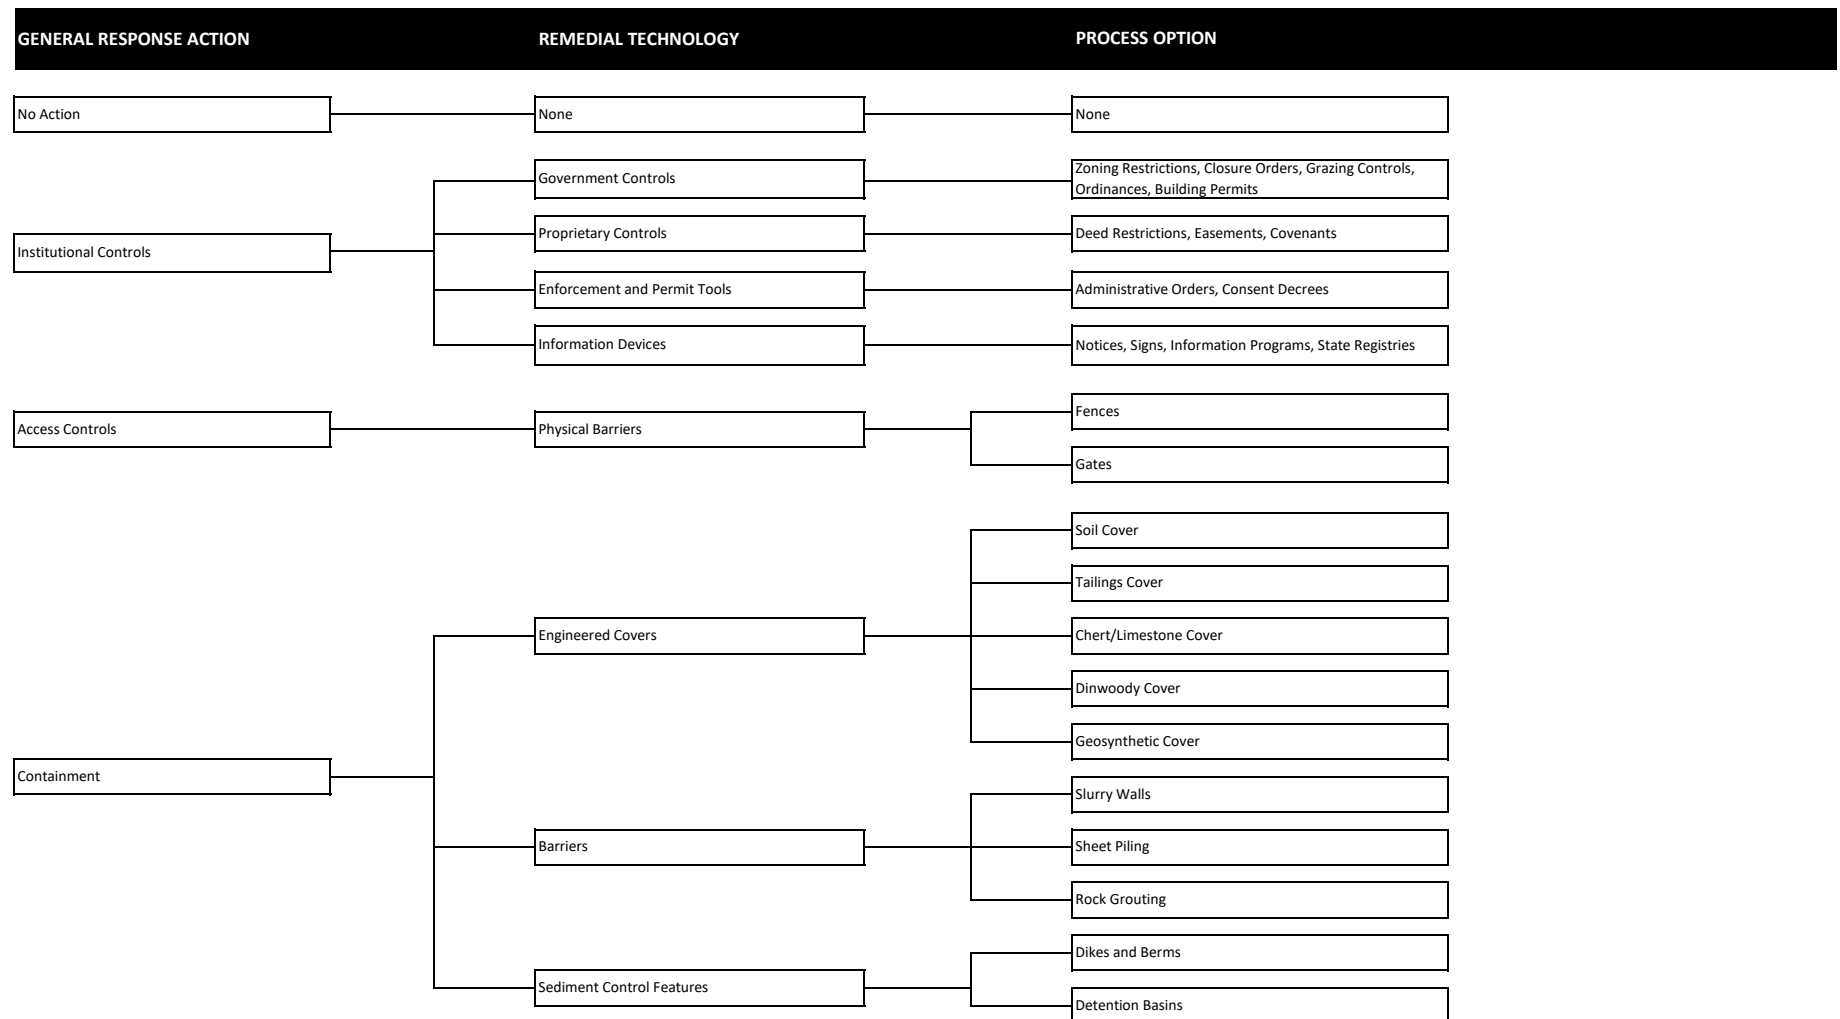 GENERAL RESPONSE ACTION
REMEDIAL TECHNOLOGY
PROCESS OPTION
No Action
None
None
Institutional Controls
Government Controls
Zoning Restrictions, Closure Orders, Grazing Controls,
Ordinances, Building Permits
Proprietary Controls
Deed Restrictions, Easements, Covenants
Enforcement and Permit Tools
Administrative Orders, Consent Decrees
Information Devices
Notices, Signs, Information Programs, State Registries
Access Controls
Physical Barriers
Fences
Gates
Containment
Engineered Covers
Soil Cover
Tailings Cover
Chert/Limestone Cover
Dinwoody Cover
Geosynthetic Cover
Barriers
Slurry Walls
Sheet Piling
Rock Grouting
Sediment Control Features
Dikes and Berms
Detention Basins